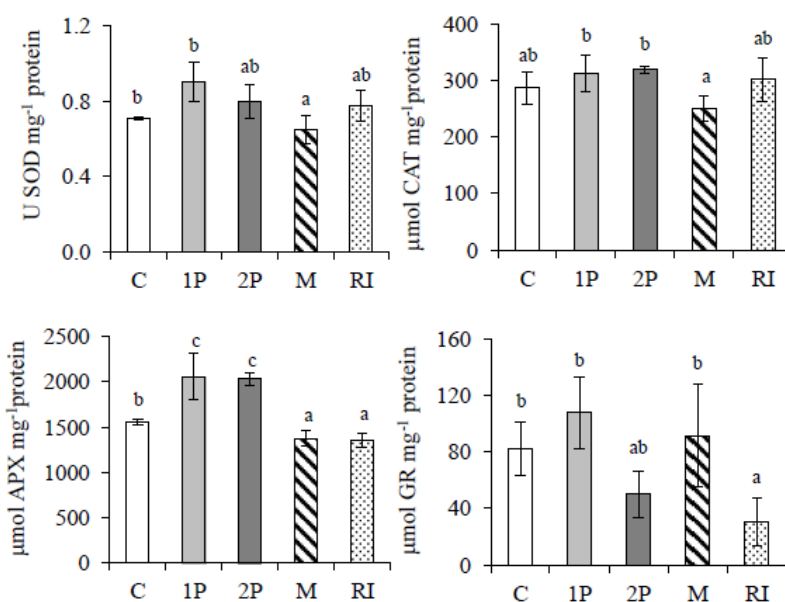 U SOD mg⁻¹ protein
1.2
0.8
0.4
0.0
b
b
ab
a
ab
C 1P 2P M RI
µmol CAT mg⁻¹protein
400
300
200
100
0
ab
b
b
a
ab
C 1P 2P M RI
µmol APX mg⁻¹protein
2500
2000
1500
1000
500
0
b
c
c
a
a
C 1P 2P M RI
µmol GR mg⁻¹ protein
160
120
80
40
0
b
b
ab
b
a
C 1P 2P M RI